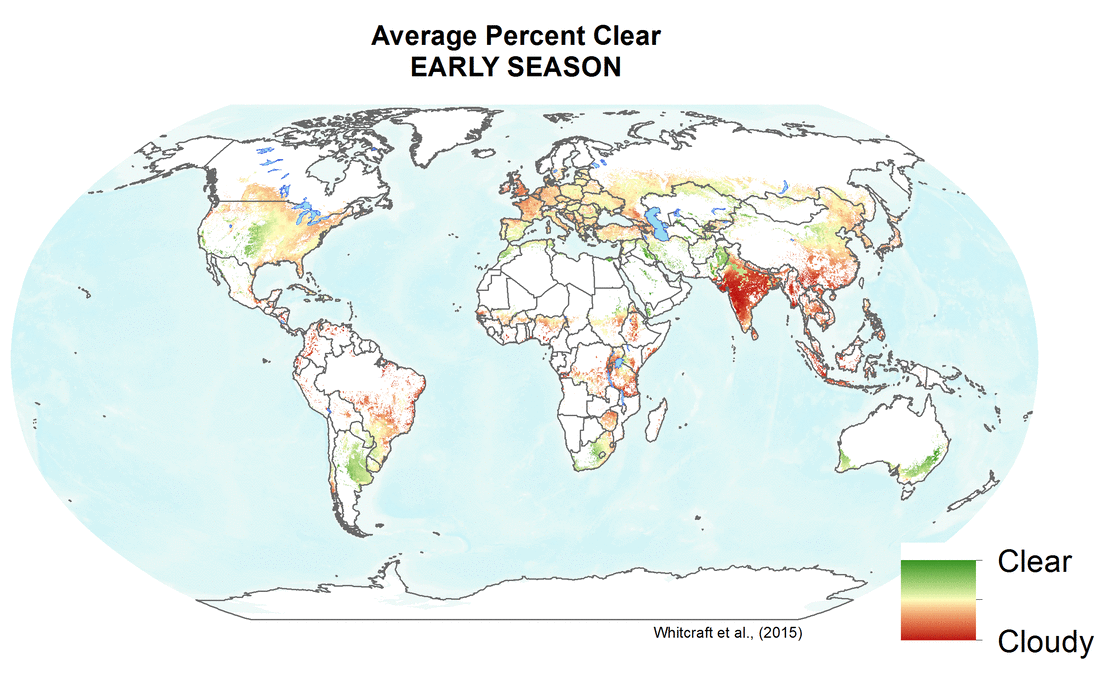 Average Percent Clear
EARLY SEASON
Clear
Cloudy
Whitcraft et al., (2015)